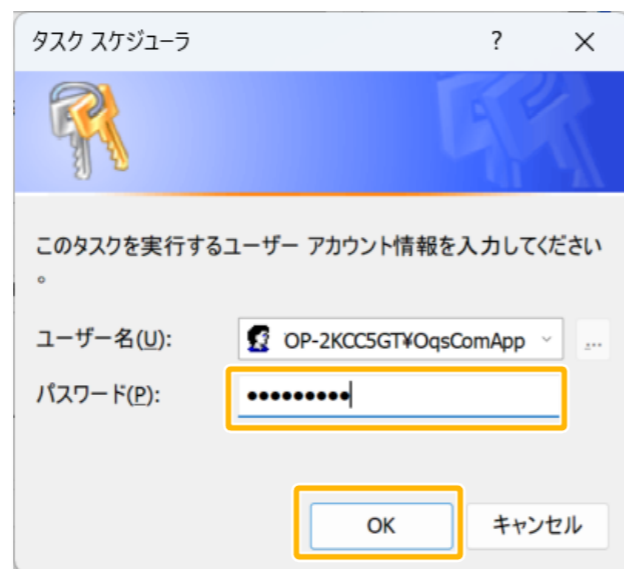 タスク スケジューラ ?
このタスクを実行するユーザー アカウント情報を入力してください
。
ユーザー名(U): OP-2KCC5GT¥OqsComApp ...
パスワード(P): •••••••••
OK キャンセル